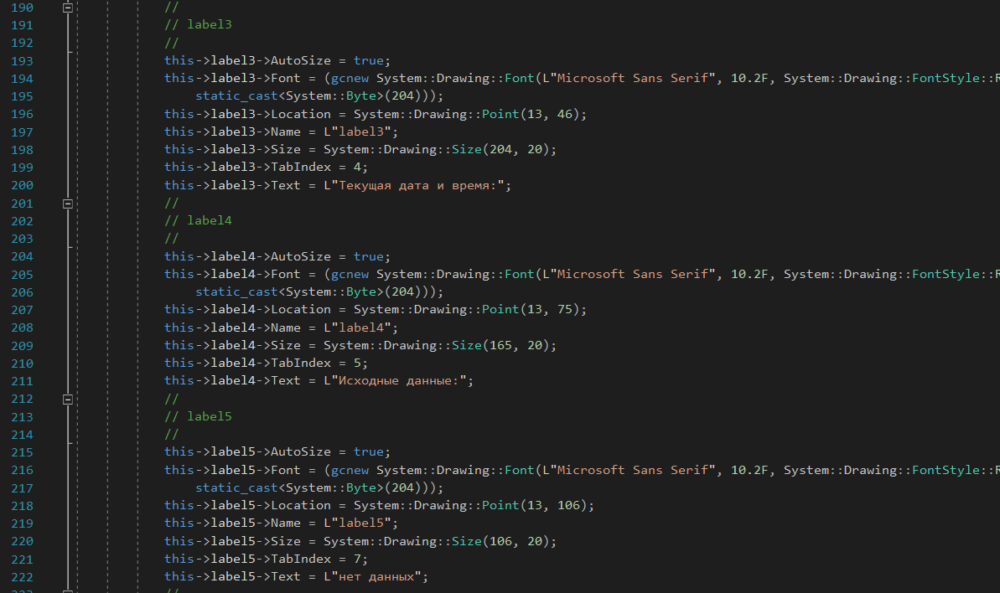 190 //
191 // label3
192 //
193 this->label3->AutoSize = true;
194 this->label3->Font = (gcnew System::Drawing::Font(L"Microsoft Sans Serif", 10.2F, System::Drawing::FontStyle::R
195 static_cast<System::Byte>(204)));
196 this->label3->Location = System::Drawing::Point(13, 46);
197 this->label3->Name = L"label3";
198 this->label3->Size = System::Drawing::Size(204, 20);
199 this->label3->TabIndex = 4;
200 this->label3->Text = L"Текущая дата и время:";
201 //
202 // label4
203 //
204 this->label4->AutoSize = true;
205 this->label4->Font = (gcnew System::Drawing::Font(L"Microsoft Sans Serif", 10.2F, System::Drawing::FontStyle::R
206 static_cast<System::Byte>(204)));
207 this->label4->Location = System::Drawing::Point(13, 75);
208 this->label4->Name = L"label4";
209 this->label4->Size = System::Drawing::Size(165, 20);
210 this->label4->TabIndex = 5;
211 this->label4->Text = L"Исходные данные:";
212 //
213 // label5
214 //
215 this->label5->AutoSize = true;
216 this->label5->Font = (gcnew System::Drawing::Font(L"Microsoft Sans Serif", 10.2F, System::Drawing::FontStyle::R
217 static_cast<System::Byte>(204)));
218 this->label5->Location = System::Drawing::Point(13, 106);
219 this->label5->Name = L"label5";
220 this->label5->Size = System::Drawing::Size(106, 20);
221 this->label5->TabIndex = 7;
222 this->label5->Text = L"нет данных";